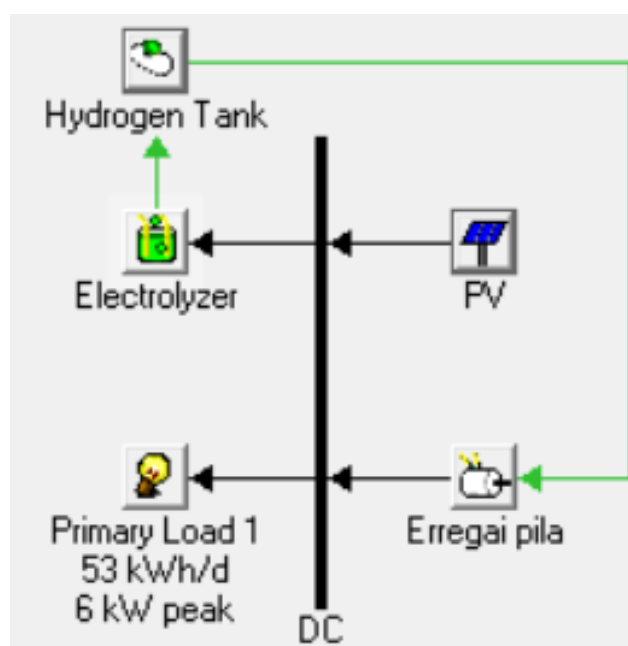 Hydrogen Tank
Electrolyzer
PV
Primary Load 1
53 kWh/d
6 kW peak
Erregai pila
DC